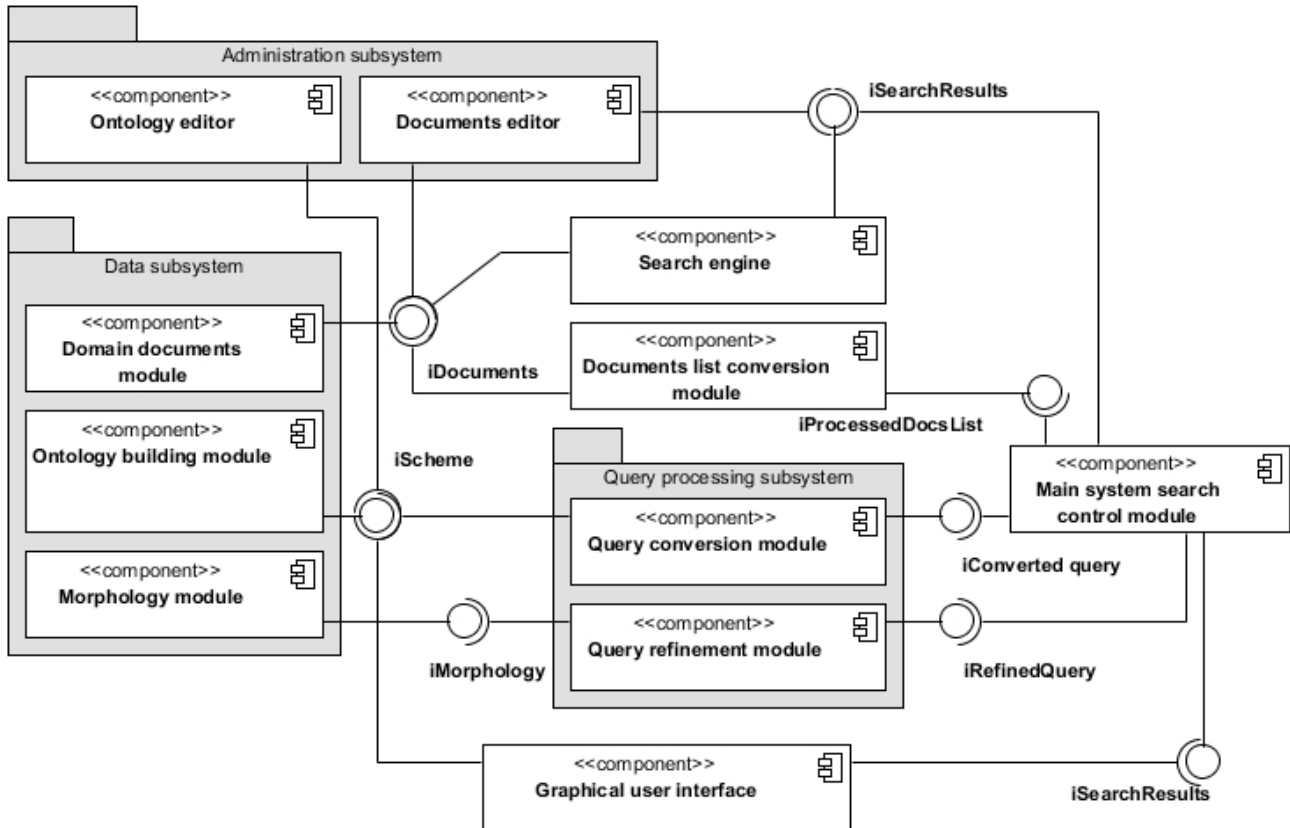 Administration subsystem
<<component>>
Ontology editor
<<component>>
Documents editor
iSearchResults
<<component>>
Search engine
Data subsystem
<<component>>
Domain documents
module
iDocuments
<<component>>
Documents list conversion
module
iProcessedDocsList
<<component>>
Ontology building module
iScheme
Query processing subsystem
<<component>>
Query conversion module
<<component>>
Main system search
control module
iConverted query
<<component>>
Morphology module
iMorphology
<<component>>
Query refinement module
iRefinedQuery
<<component>>
Graphical user interface
iSearchResults